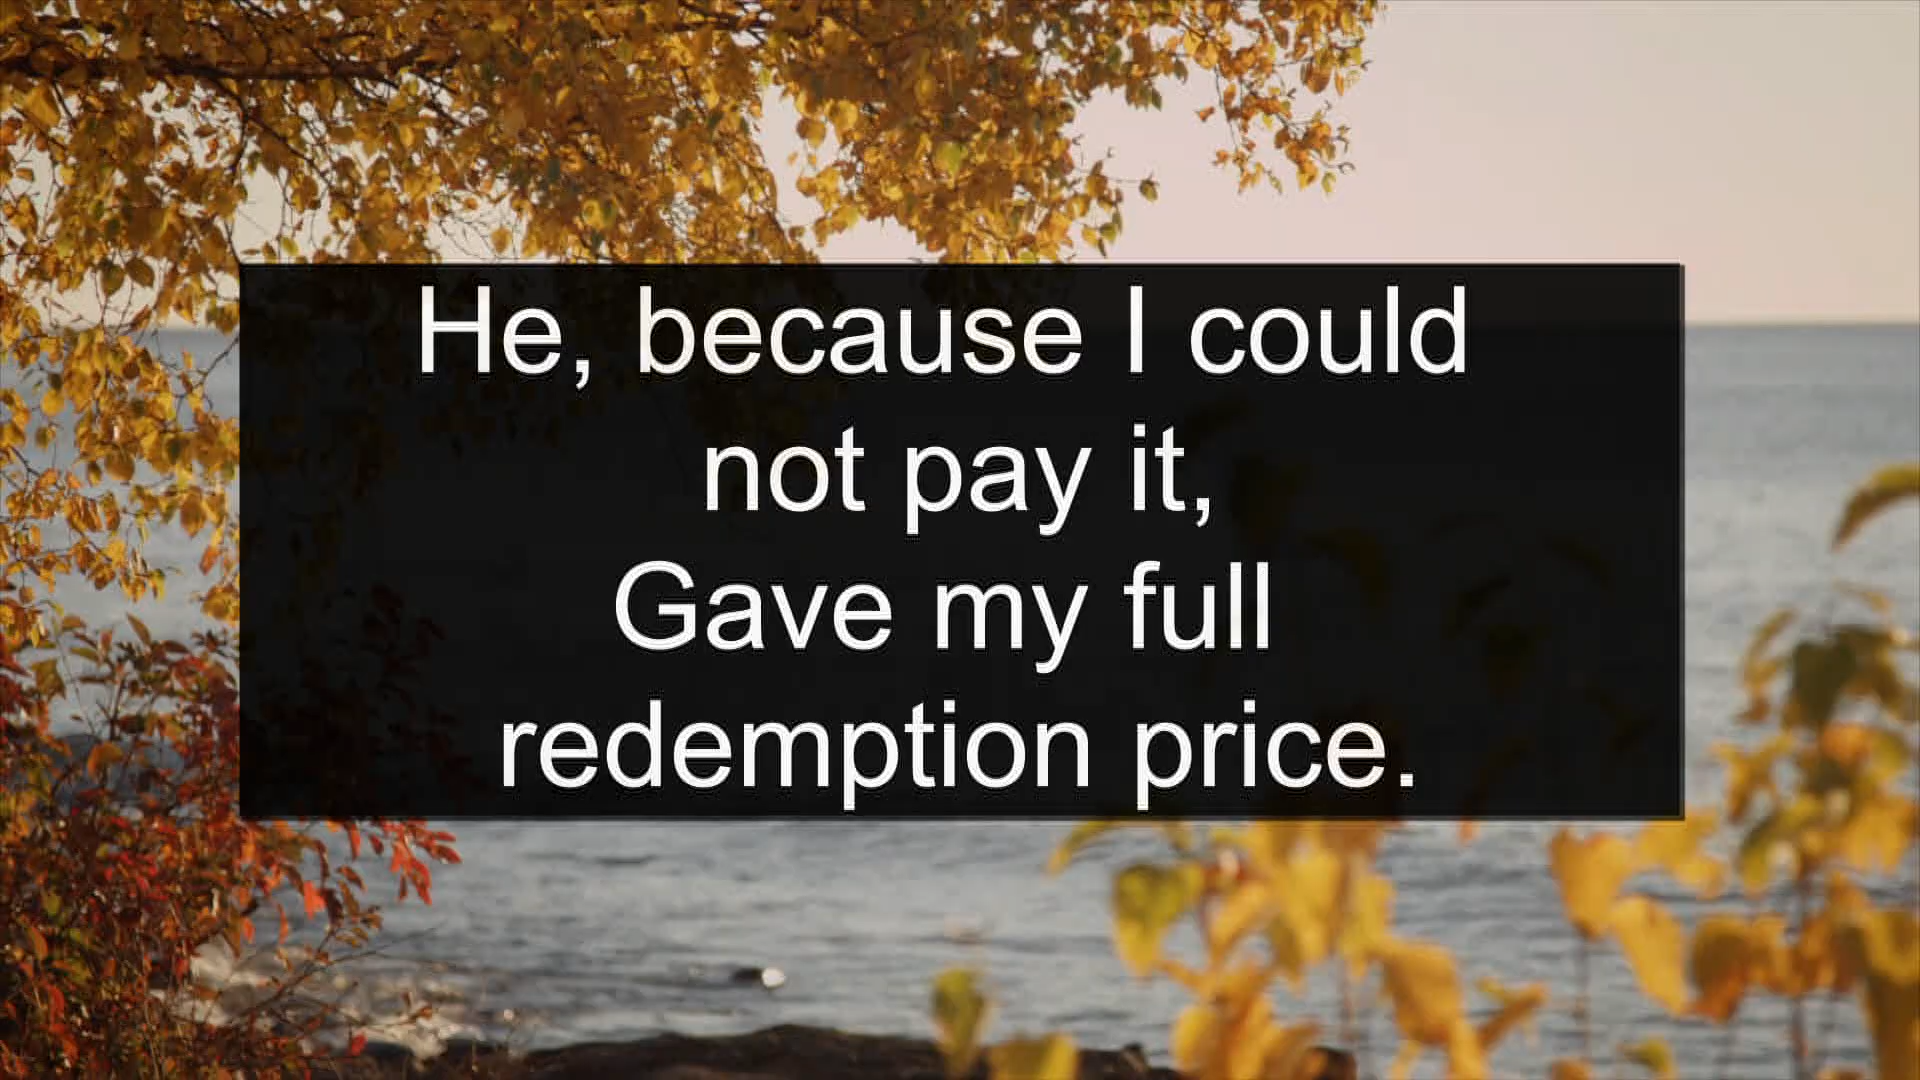 He, because I could
not pay it,
Gave my full
redemption price.